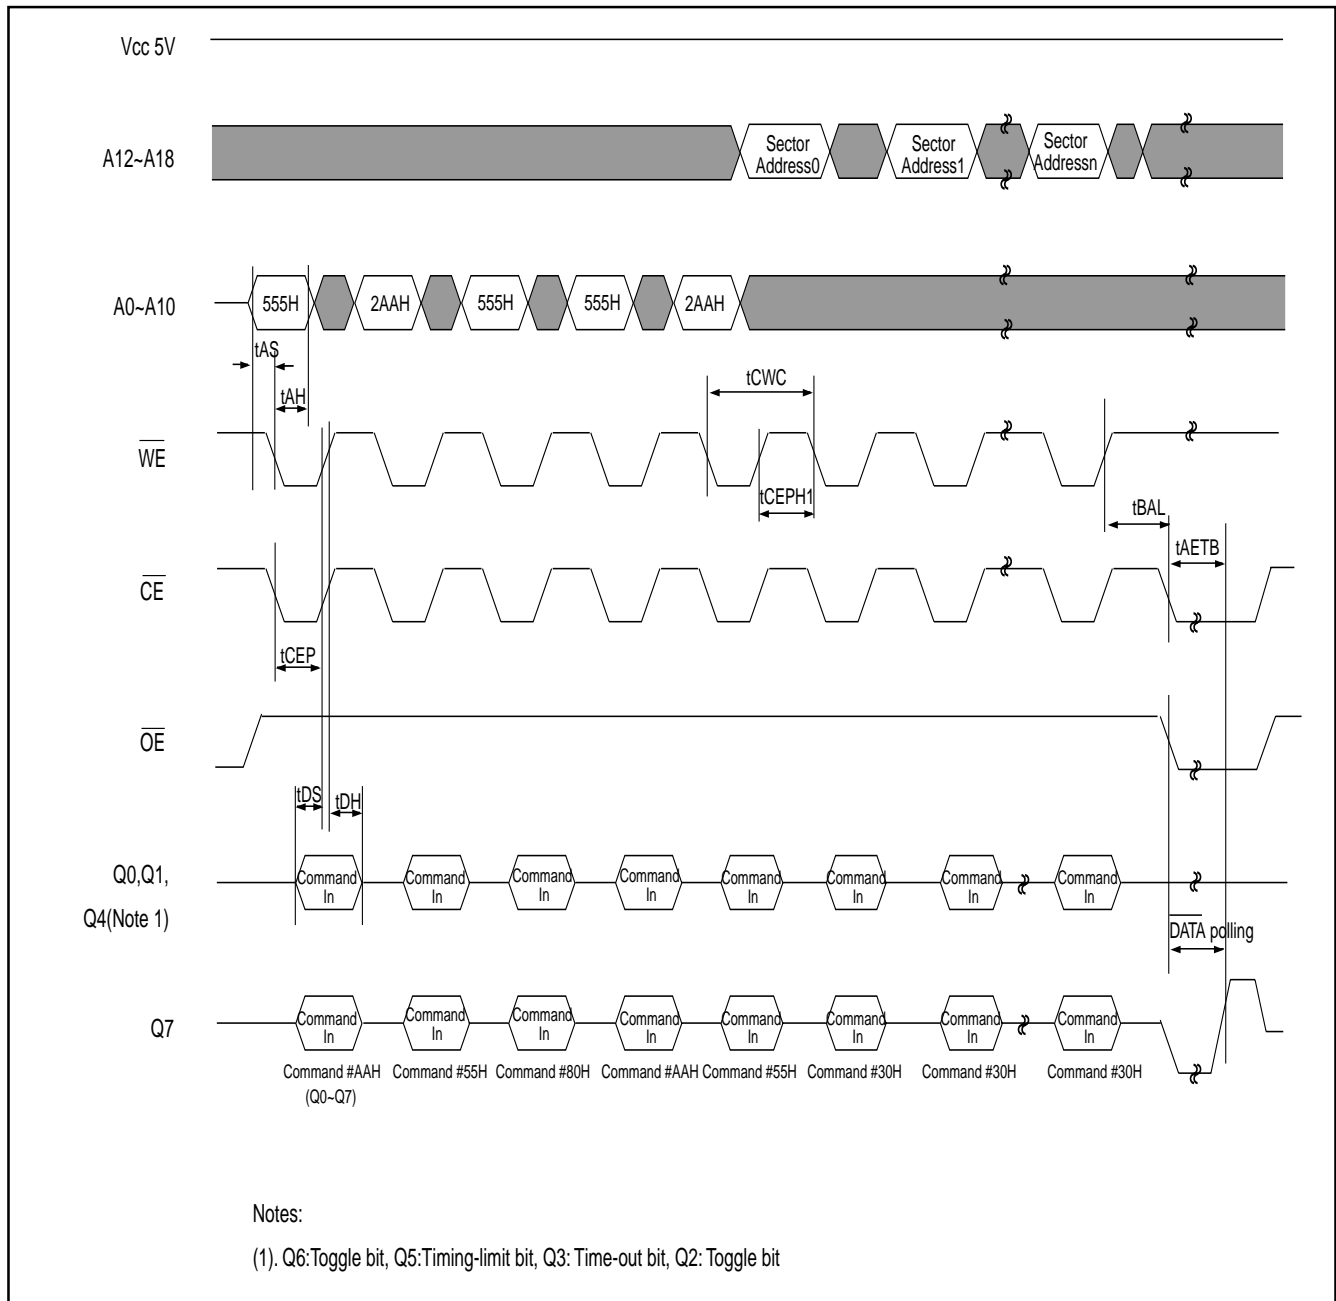 Vcc 5V
A12~A18
Sector
Address0
Sector
Address1
Sector
Addressn
A0~A10
555H
2AAH
555H
555H
2AAH
tAS
tAH
tCWC
WE
tCEPH1
tBAL
tAETB
CE
tCEP
OE
tDS
tDH
Q0,Q1,
Q4(Note 1)
Command
In
Command
In
Command
In
Command
In
Command
In
Command
In
Command
In
Command
In
DATA polling
Q7
Command
In
Command
In
Command
In
Command
In
Command
In
Command
In
Command
In
Command
In
Command #AAH
(Q0~Q7)
Command #55H
Command #80H
Command #AAH
Command #55H
Command #30H
Command #30H
Command #30H
Notes:
(1). Q6:Toggle bit, Q5:Timing-limit bit, Q3: Time-out bit, Q2: Toggle bit